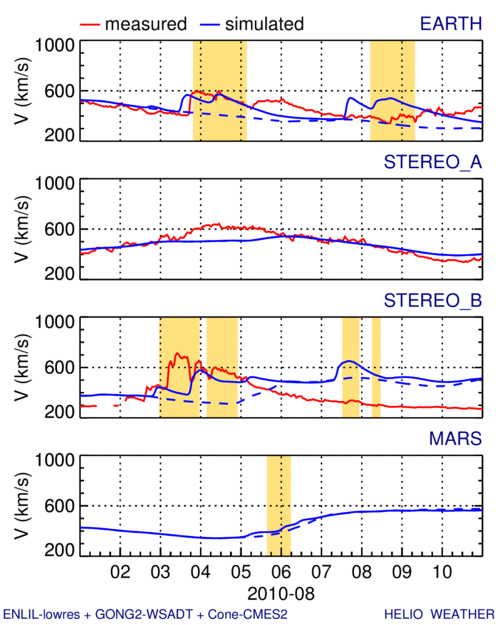 measured simulated EARTH
1000
600
200
V (km/s)
STEREO_A
1000
600
200
V (km/s)
STEREO_B
1000
600
200
V (km/s)
MARS
1000
600
200
V (km/s)
02 03 04 05 06 07 08 09 10 11
2010-08
ENLIL-lowres + GONG2-WSADT + Cone-CMES2 HELIO WEATHER